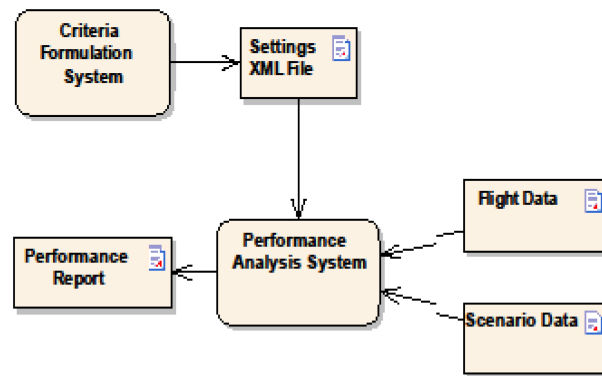 Criteria
Formulation
System
Settings
XML File
Flight Data
Performance
Analysis System
Performance
Report
Scenario Data